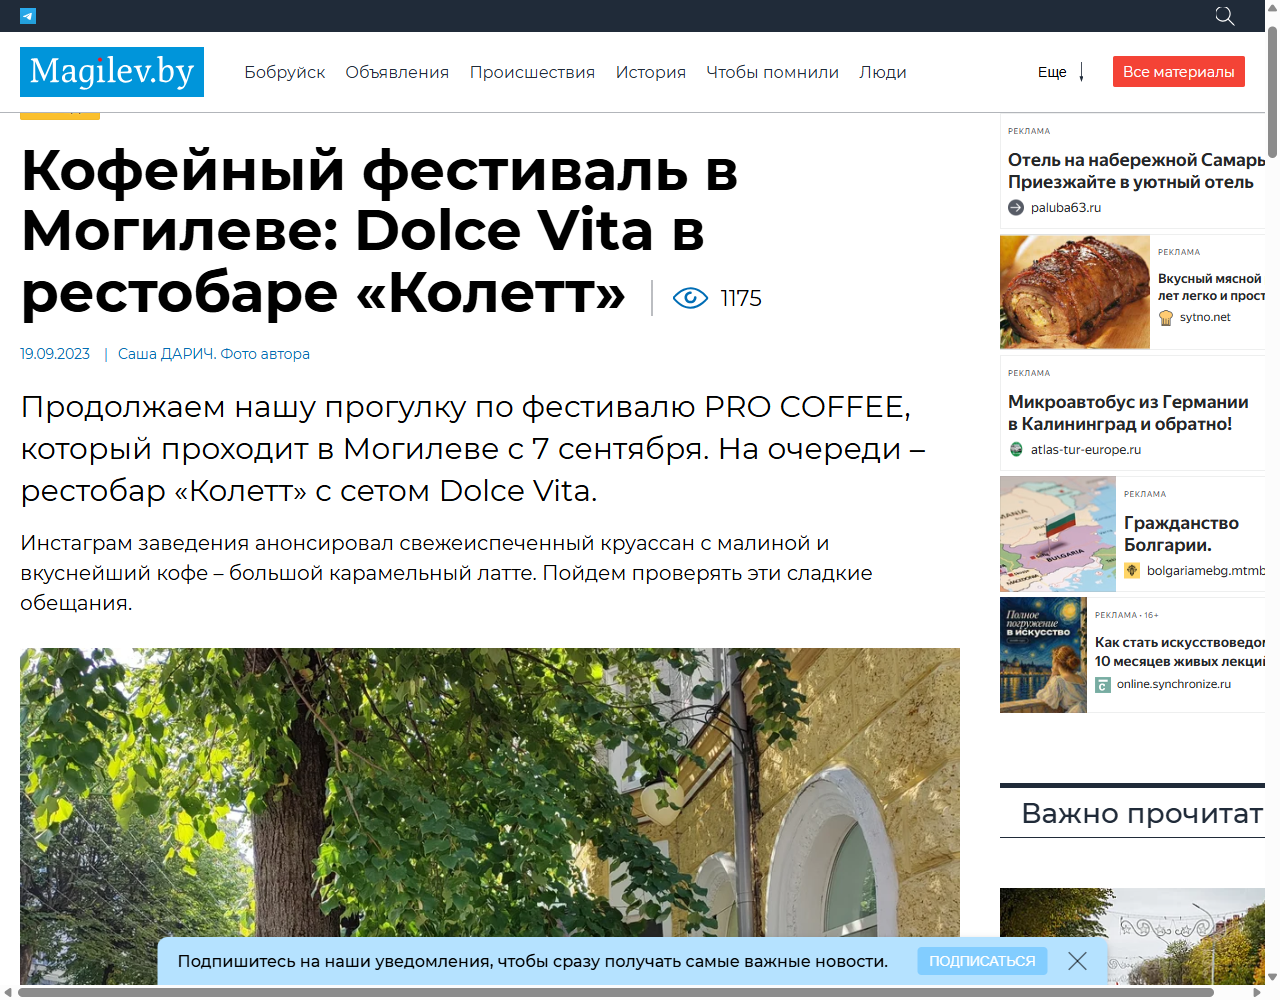 Magilev.by
Бобруйск
Объявления
Происшествия
История
Чтобы помнили
Люди
Еще
Все материалы
Кофейный фестиваль в
Могилеве: Dolce Vita в
рестобаре «Колетт»
1175
19.09.2023 | Саша ДАРИЧ. Фото автора
Продолжаем нашу прогулку по фестивалю PRO COFFEE,
который проходит в Могилеве с 7 сентября. На очереди –
рестобар «Колетт» с сетом Dolce Vita.
Инстаграм заведения анонсировал свежеиспеченный круассан с малиной и
вкуснейший кофе – большой карамельный латте. Пойдем проверять эти сладкие
обещания.
РЕКЛАМА
Отель на набережной Самары
Приезжайте в уютный отель
paluba63.ru
РЕКЛАМА
Вкусный мясной
лет легко и прост
sytno.net
РЕКЛАМА
Микроавтобус из Германии
в Калининград и обратно!
atlas-tur-europe.ru
BULGARIA
РЕКЛАМА
Гражданство
Болгарии.
bolgariamebg.mtmb
Полное
погружение
в искусство
РЕКЛАМА • 16+
Как стать искусствоведом
10 месяцев живых лекций
online.synchronize.ru
Важно прочитат
Подпишитесь на наши уведомления, чтобы сразу получать самые важные новости.
ПОДПИСАТЬСЯ